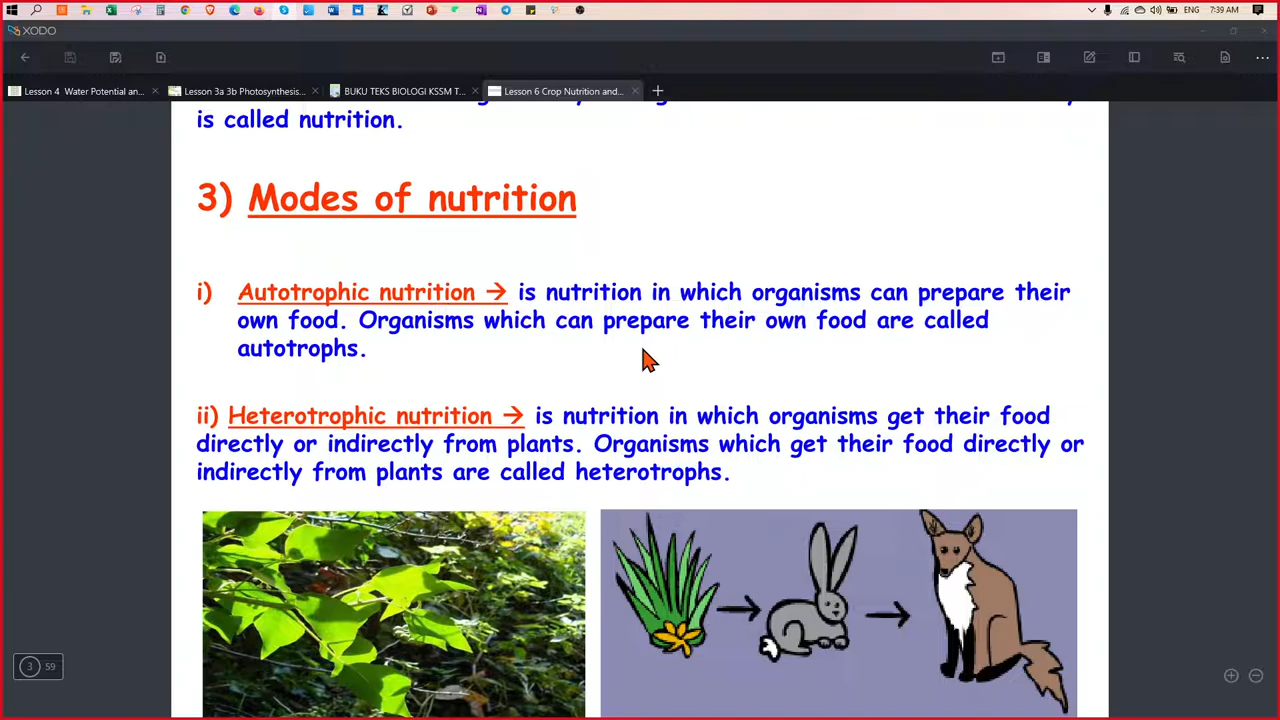 ENG
7:39 AM
XODO
Lesson 4 Water Potential an...
Lesson 3a 3b Photosynthesis...
BUKU TEKS BIOLOGI KSSM T...
Lesson 6 Crop Nutrition and...
is called nutrition.
3) Modes of nutrition
i) Autotrophic nutrition → is nutrition in which organisms can prepare their
own food. Organisms which can prepare their own food are called
autotrophs.
ii) Heterotrophic nutrition → is nutrition in which organisms get their food
directly or indirectly from plants. Organisms which get their food directly or
indirectly from plants are called heterotrophs.
3 59